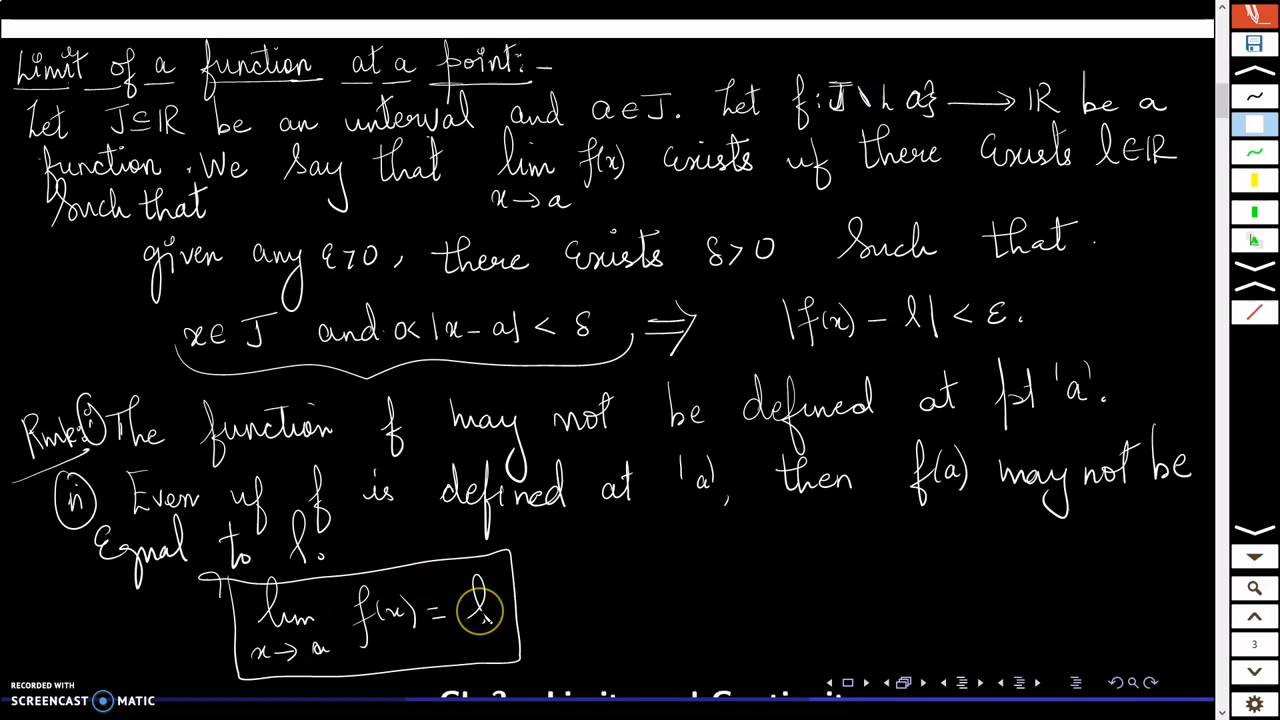 Limit of a function at a point:-
Let J⊆ℝ be an interval and a∈J. Let f: J \ {a} ⟶ ℝ be a
function. We say that lim f(x) exists if there exists l∈ℝ
x→a
such that
given any ε>0, there exists δ>0 such that
x∈J and 0<|x-a|<δ ⟹ |f(x)-l|<ε.
Rmk: (i) The function f may not be defined at pt 'a'.
(ii) Even if f is defined at 'a', then f(a) may not be
Equal to l.
lim f(x) = l
x→a
3
RECORDED WITH
SCREENCAST MATIC